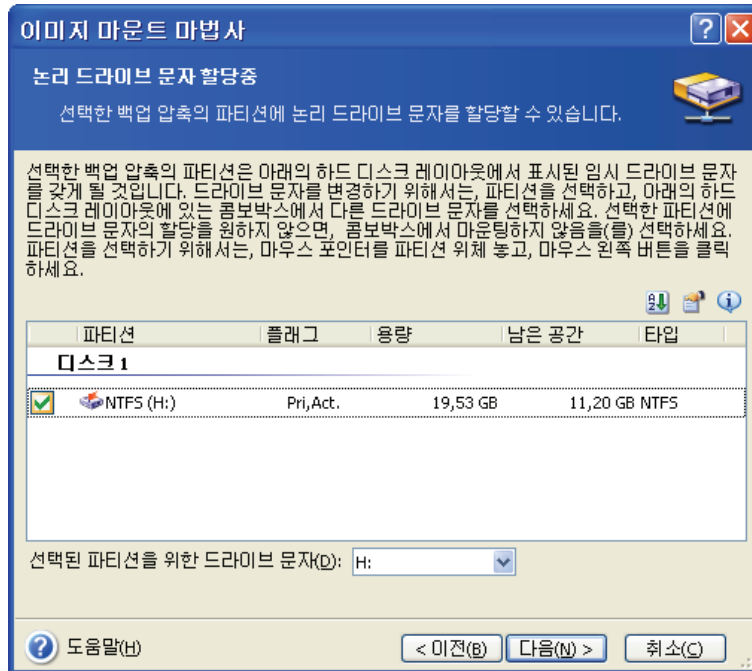 이미지 마운트 마법사
논리 드라이브 문자 할당중
선택한 백업 압축의 파티션에 논리 드라이브 문자를 할당할 수 있습니다.
선택한 백업 압축의 파티션은 아래의 하드 디스크 레이아웃에서 표시된 임시 드라이브 문자
를 갖게 될 것입니다. 드라이브 문자를 변경하기 위해서는, 파티션을 선택하고, 아래의 하드
디스크 레이아웃에 있는 콤보박스에서 다른 드라이브 문자를 선택하세요. 선택한 파티션에
드라이브 문자의 할당을 원하지 않으면, 콤보박스에서 마운팅하지 않음을(를) 선택하세요.
파티션을 선택하기 위해서는, 마우스 포인터를 파티션 위체 놓고, 마우스 왼쪽 버튼을 클릭
하세요.
파티션 플래그 용량 남은 공간 타입
디스크 1
NTFS (H:) Pri,Act. 19,53 GB 11,20 GB NTFS
선택된 파티션을 위한 드라이브 문자(D): H:
도움말(H) < 이전(B) 다음(N) > 취소(C)